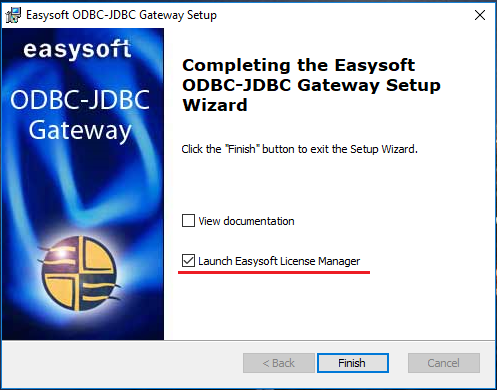 Easysoft ODBC-JDBC Gateway Setup
easysoft
ODBC-JDBC
Gateway
Completing the Easysoft
ODBC-JDBC Gateway Setup
Wizard
Click the "Finish" button to exit the Setup Wizard.
View documentation
Launch Easysoft License Manager
< Back Finish Cancel